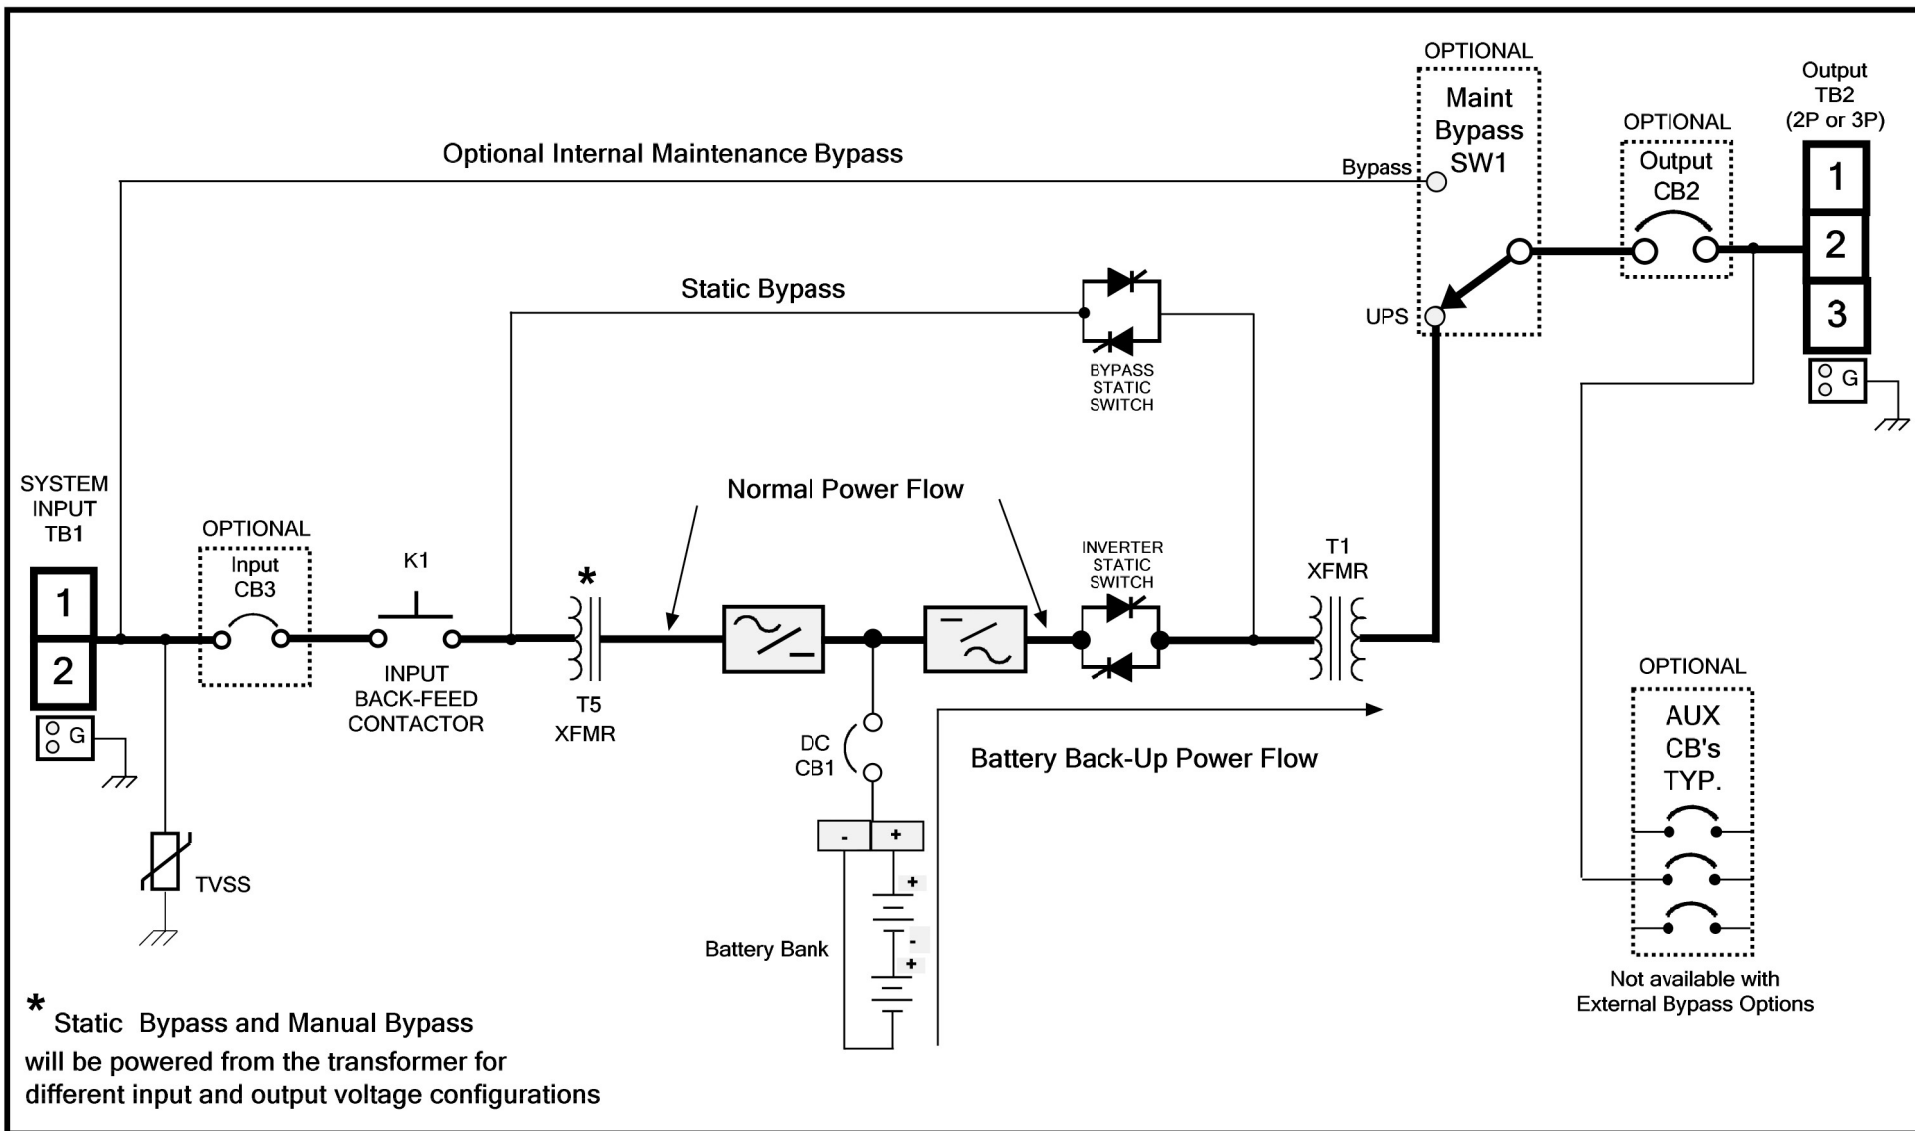 OPTIONAL
Maint
Bypass
SW1
Output
TB2
(2P or 3P)
OPTIONAL
Output
CB2
1
2
3
G
Optional Internal Maintenance Bypass
Bypass
Static Bypass
UPS
BYPASS
STATIC
SWITCH
SYSTEM
INPUT
TB1
1
2
G
OPTIONAL
Input
CB3
K1
INPUT
BACK-FEED
CONTACTOR
*
T5
XFMR
Normal Power Flow
INVERTER
STATIC
SWITCH
T1
XFMR
DC
CB1
Battery Back-Up Power Flow
- +
+
-
+
Battery Bank
TVSS
OPTIONAL
AUX
CB's
TYP.
Not available with
External Bypass Options
* Static Bypass and Manual Bypass
will be powered from the transformer for
different input and output voltage configurations